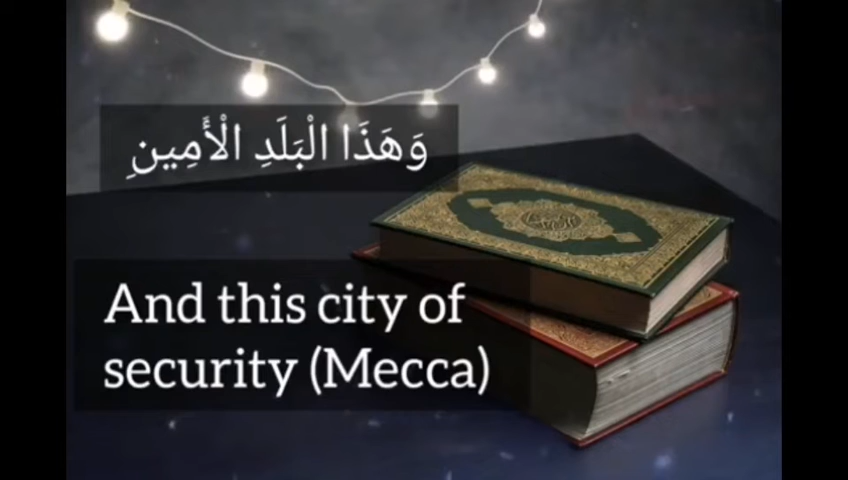 وَهَذَا الْبَلَدِ الْأَمِينِ
And this city of
security (Mecca)